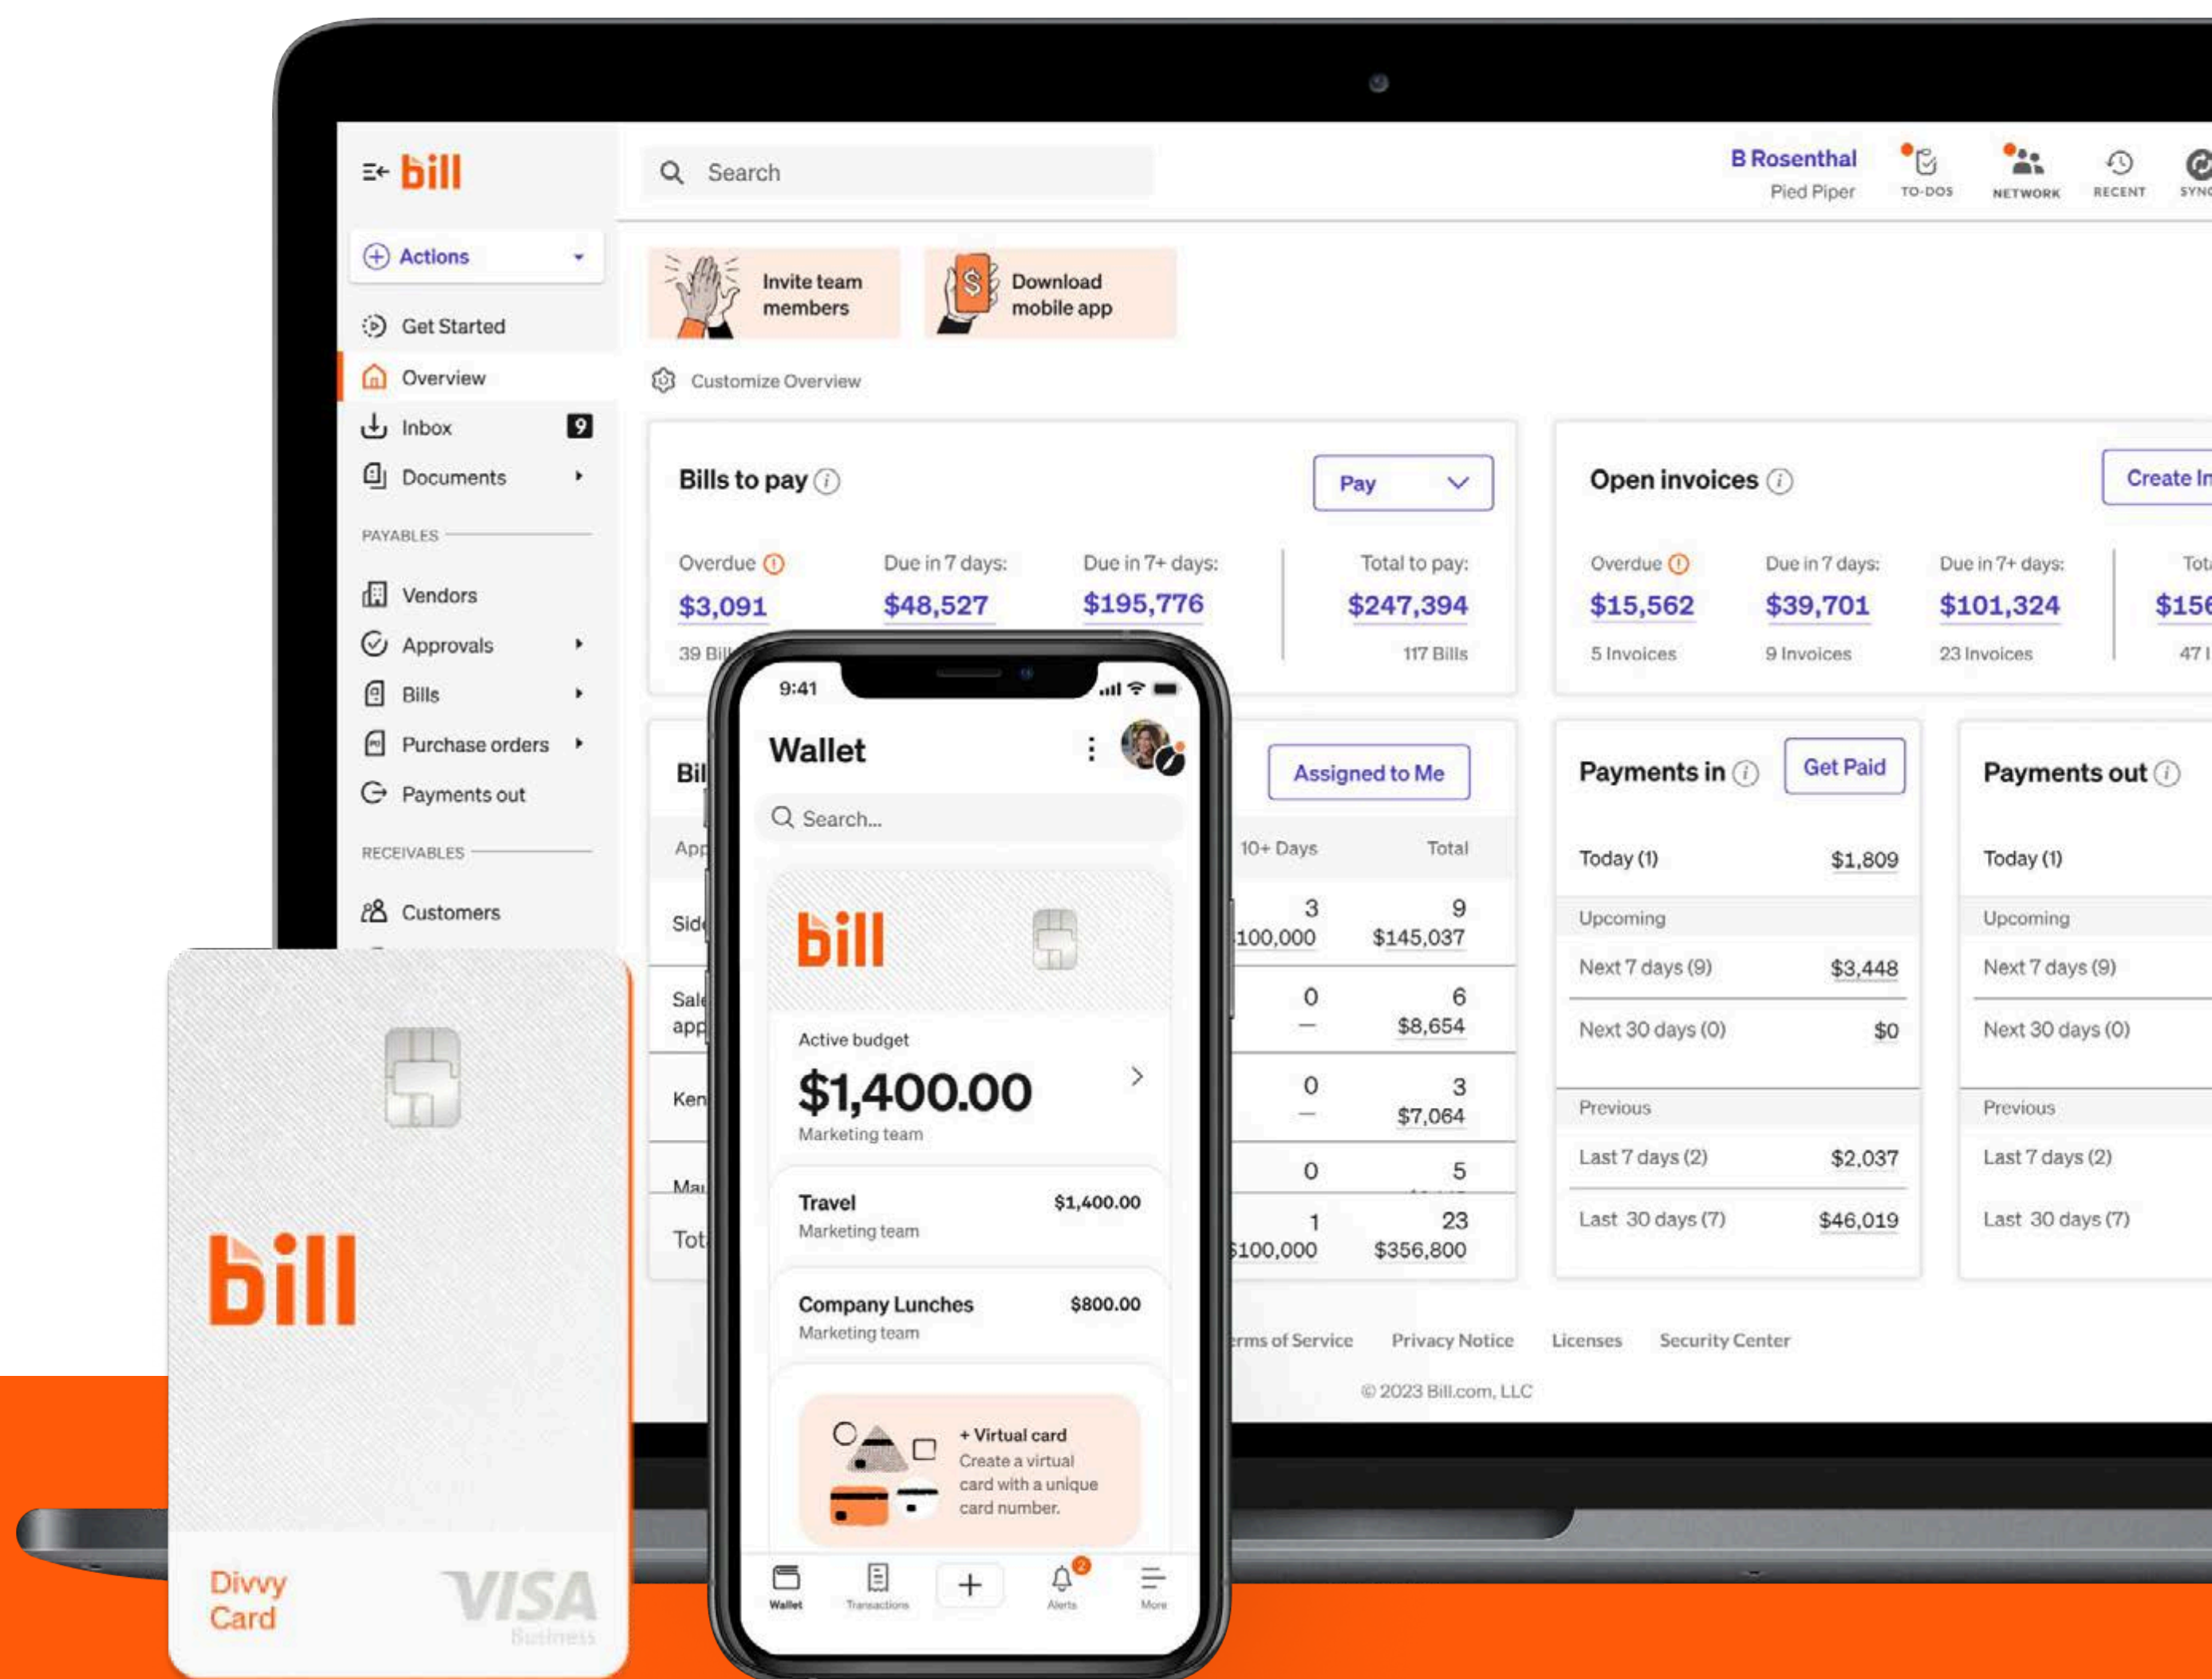 bill
Search
B Rosenthal
Pied Piper
TO-DOS
NETWORK
RECENT
Actions
Get Started
Overview
Inbox 9
Documents
PAYABLES
Vendors
Approvals
Bills
Purchase orders
Payments out
RECEIVABLES
Customers
Invite team
members
Download
mobile app
Customize Overview
Bills to pay
Pay
Overdue Due in 7 days: Due in 7+ days: Total to pay:
$3,091 $48,527 $195,776 $247,394
39 117 Bills
Open invoices
Create
Overdue Due in 7 days: Due in 7+ days:
$15,562 $39,701 $101,324
5 Invoices 9 Invoices 23 Invoices 47
Assigned to Me
10+ Days Total
3 9
$145,037
0 6
— $8,654
0 3
— $7,064
0 5
1 23
$100,000 $356,800
Payments in
Get Paid
Today (1) $1,809
Upcoming
Next 7 days (9) $3,448
Next 30 days (0) $0
Previous
Last 7 days (2) $2,037
Last 30 days (7) $46,019
Payments out
Today (1)
Upcoming
Next 7 days (9)
Next 30 days (0)
Previous
Last 7 days (2)
Last 30 days (7)
of Service Privacy Notice Licenses Security Center
© 2023 Bill.com, LLC
9:41
Wallet
Search...
bill
Active budget
$1,400.00
Marketing team
Travel $1,400.00
Marketing team
Company Lunches $800.00
Marketing team
+ Virtual card
Create a virtual
card with a unique
card number.
2
Wallet Transactions Alerts More
bill
Divvy
Card
VISA
Business